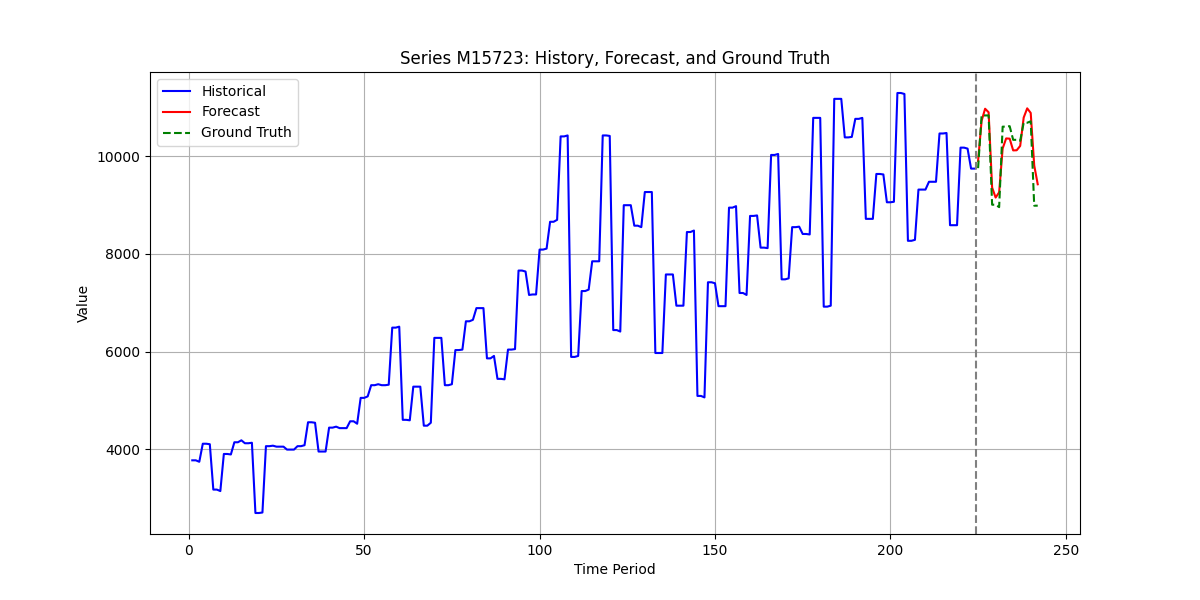 Series M15723: History, Forecast, and Ground Truth
Historical
Forecast
Ground Truth
10000
8000
6000
4000
Value
0
50
100
150
200
250
Time Period